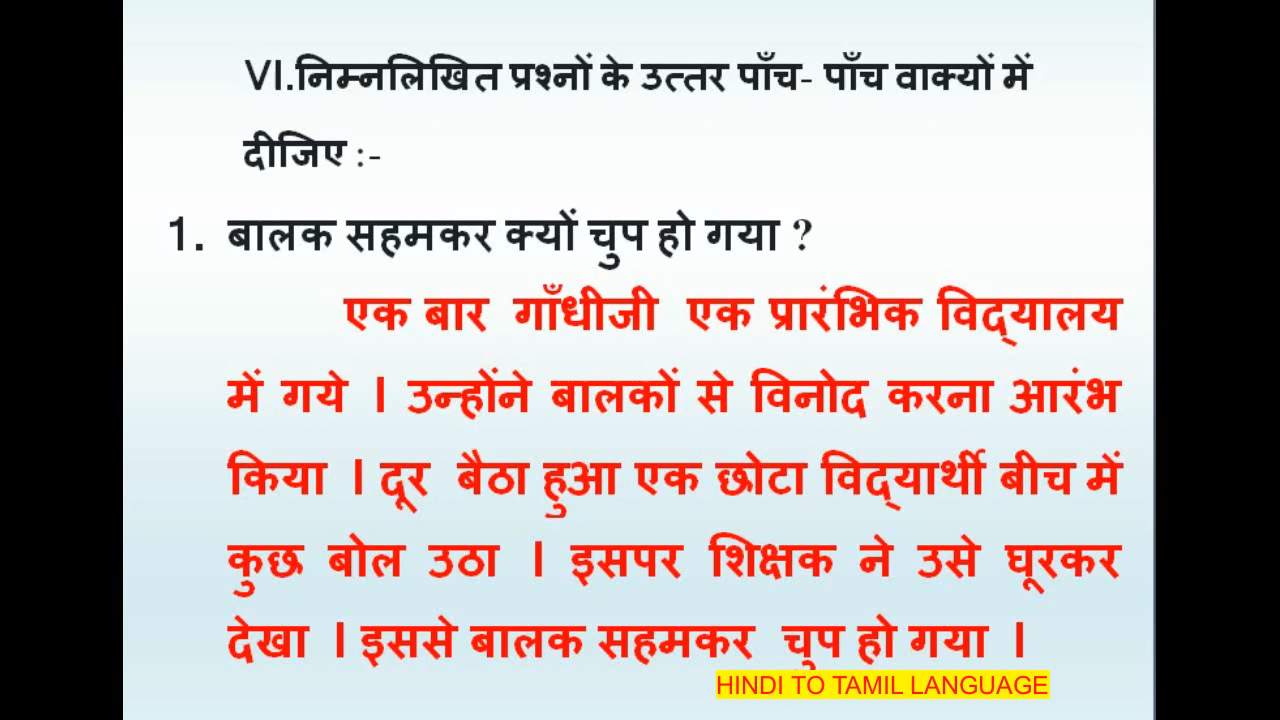 VI.निम्नलिखित प्रश्नों के उत्तर पाँच- पाँच वाक्यों में
दीजिए :-
1. बालक सहमकर क्यों चुप हो गया ?
एक बार गाँधीजी एक प्रारंभिक विद्‌यालय
में गये । उन्होंने बालकों से विनोद करना आरंभ
किया । दूर बैठा हुआ एक छोटा विद्‌यार्थी बीच में
कुछ बोल उठा । इसपर शिक्षक ने उसे घूरकर
देखा । इससे बालक सहमकर चुप हो गया ।
HINDI TO TAMIL LANGUAGE